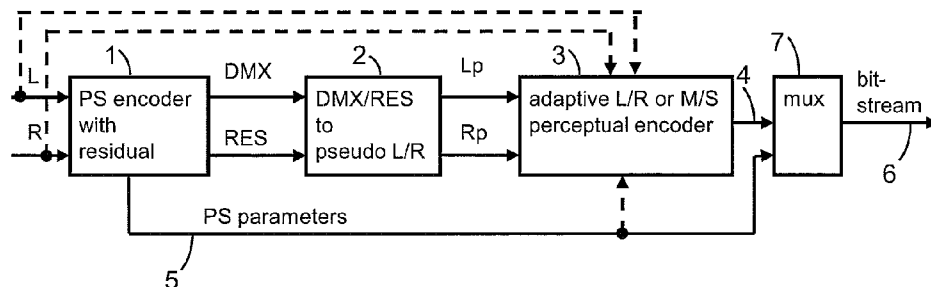 1
2
3
4
7
L
R
PS encoder
with
residual
DMX
RES
DMX/RES
to
pseudo L/R
Lp
Rp
adaptive L/R or M/S
perceptual encoder
mux
bit-
stream
6
PS parameters
5